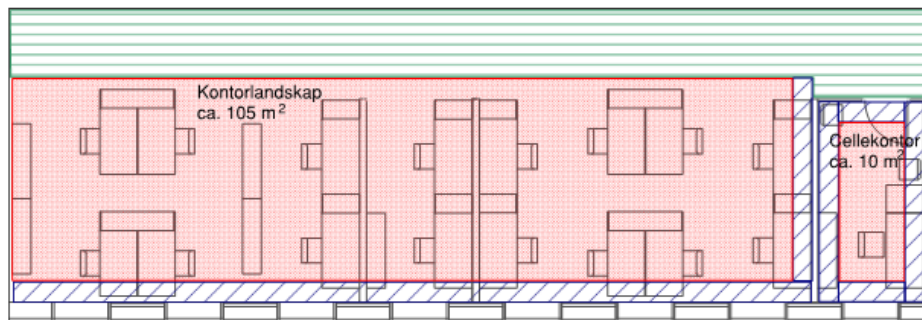 Kontorlandskap
ca. 105 m²
Cellekontor
ca. 10 m²